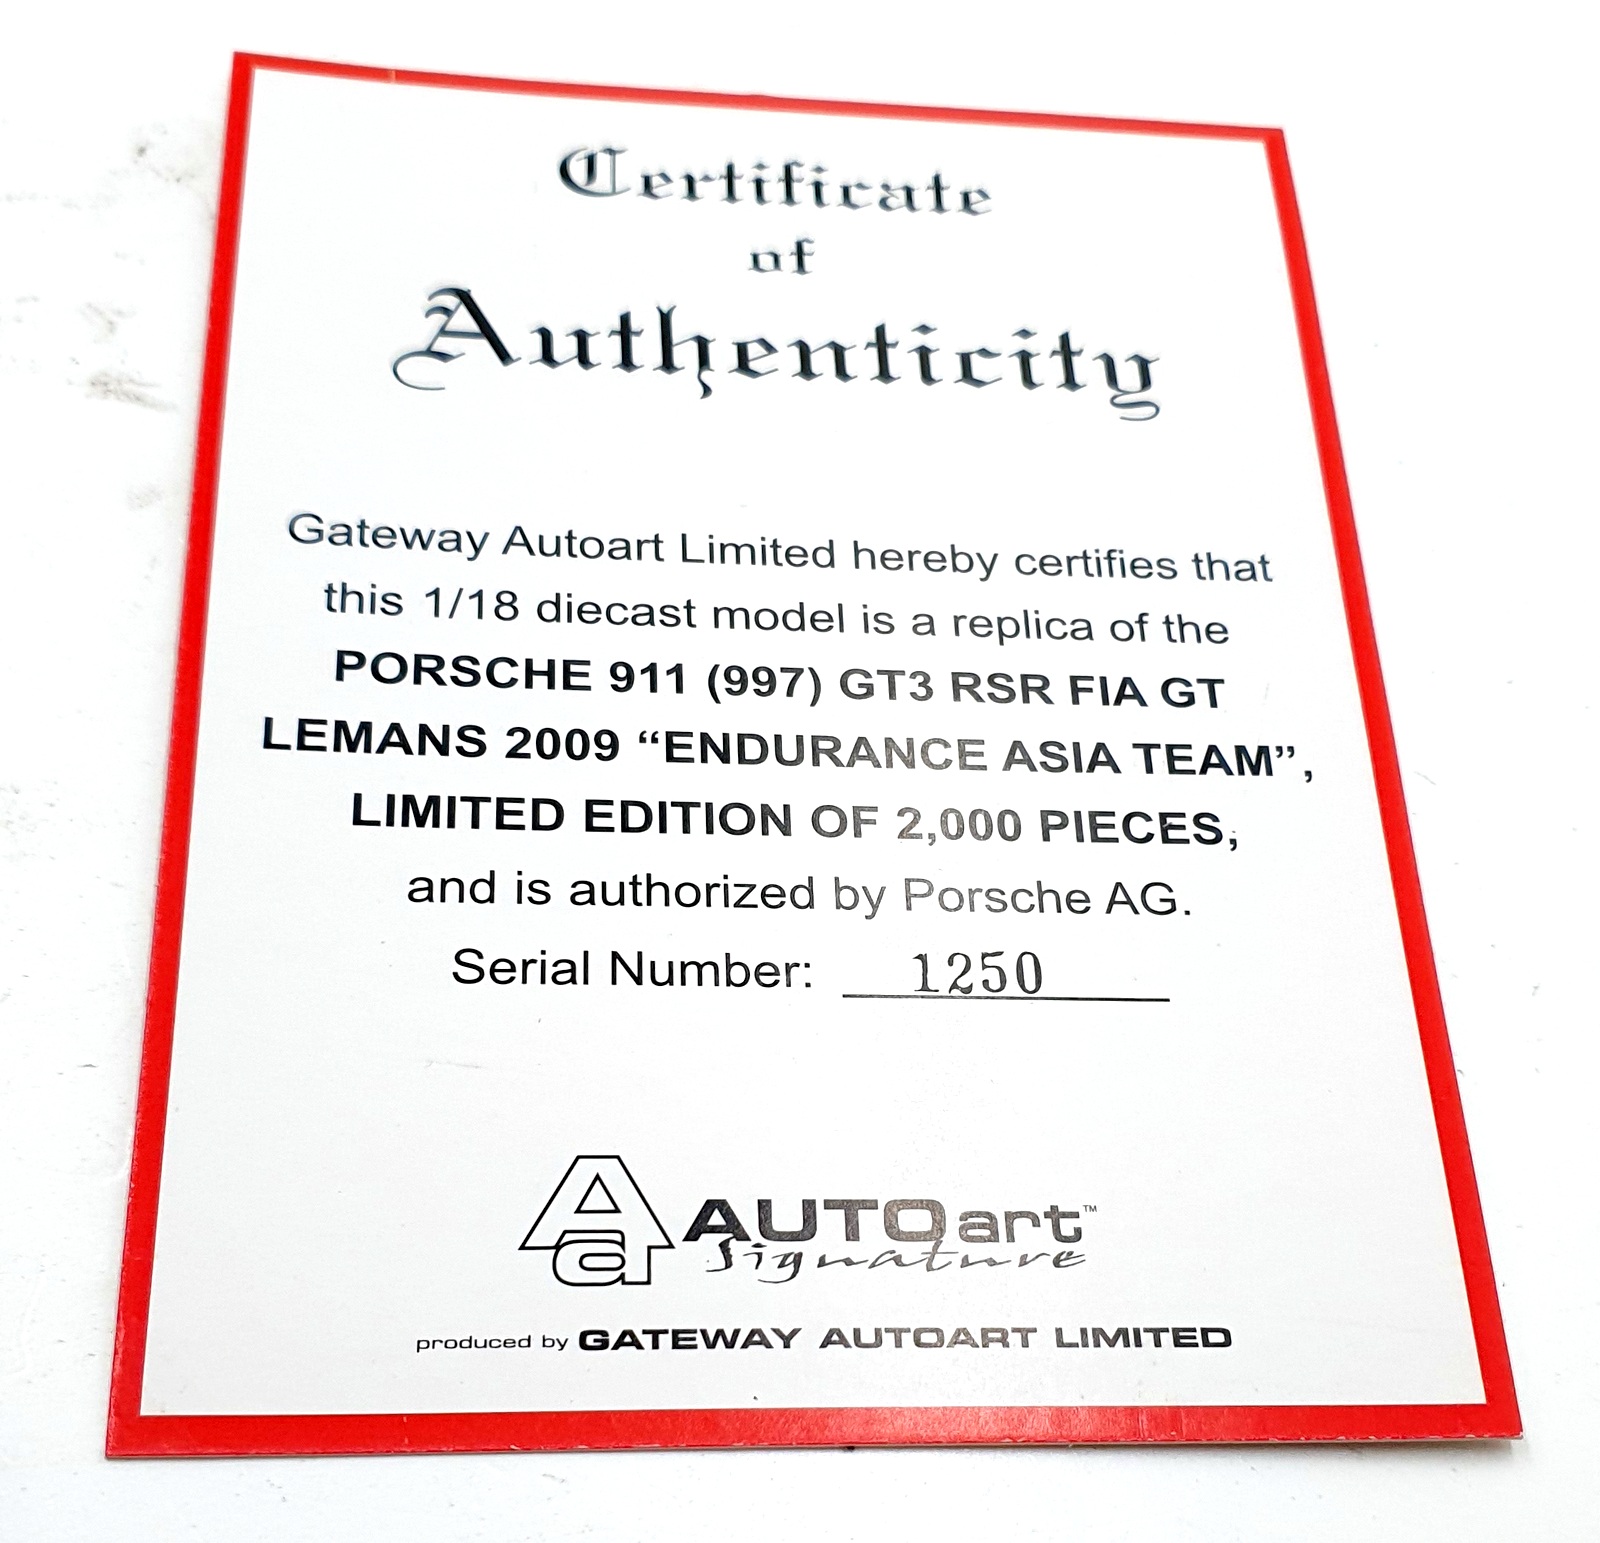 Certificate
of
Authenticity
Gateway Autoart Limited hereby certifies that
this 1/18 diecast model is a replica of the
PORSCHE 911 (997) GT3 RSR FIA GT
LEMANS 2009 “ENDURANCE ASIA TEAM”,
LIMITED EDITION OF 2,000 PIECES,
and is authorized by Porsche AG.
Serial Number: 1250
Aa AUTOart™
Signature
produced by GATEWAY AUTOART LIMITED